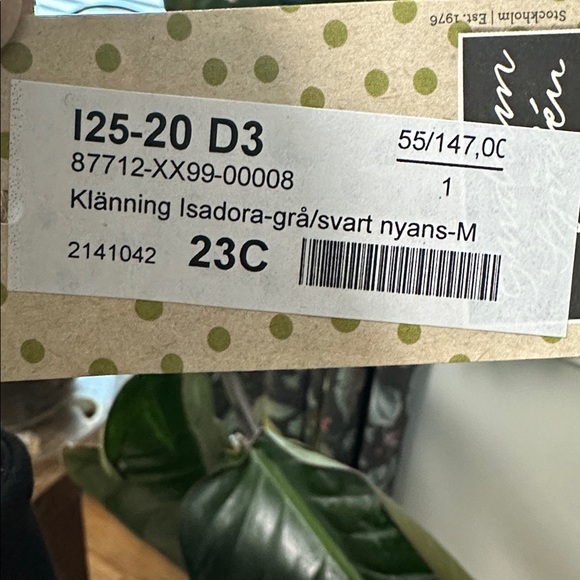 Stockholm | Est. 1976
I25-20 D3
55/147,00
87712-XX99-00008
1
Klänning Isadora-grå/svart nyans-M
2141042 23C